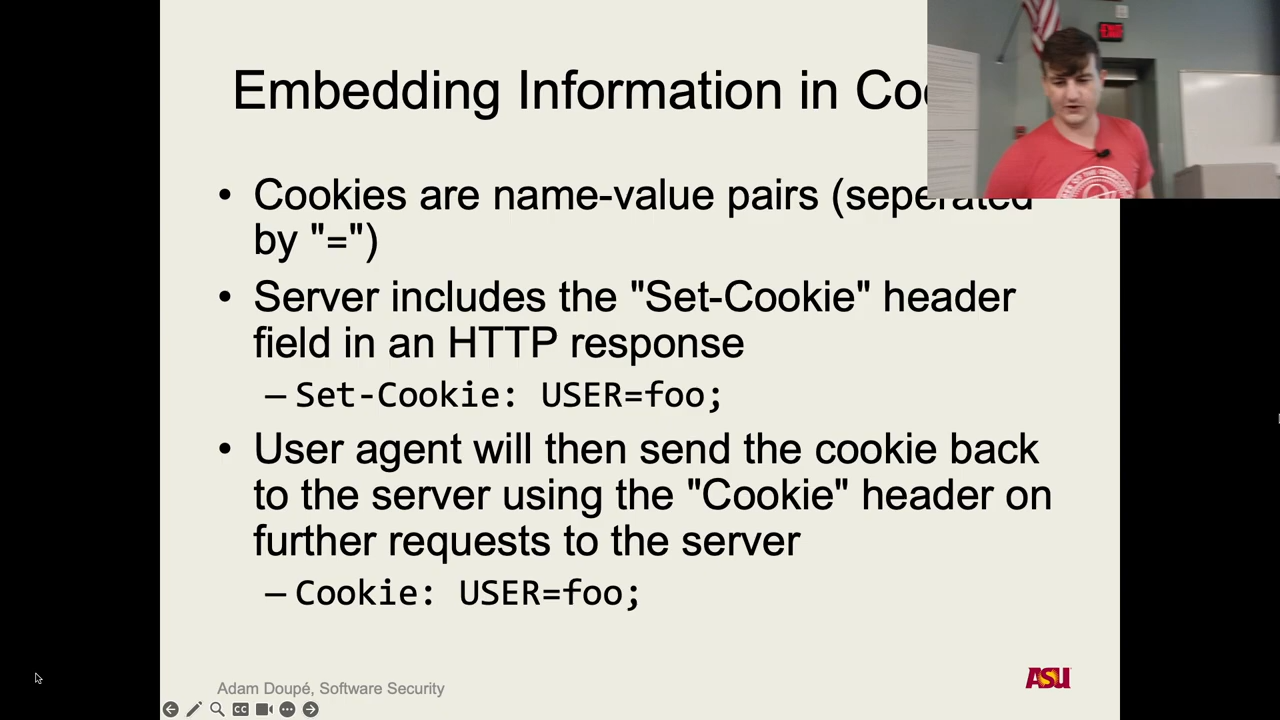 Embedding Information in Co
• Cookies are name-value pairs (seperated
by "=")
• Server includes the "Set-Cookie" header
field in an HTTP response
– Set-Cookie: USER=foo;
• User agent will then send the cookie back
to the server using the "Cookie" header on
further requests to the server
– Cookie: USER=foo;
Adam Doupé, Software Security
ASU
CC
EXIT